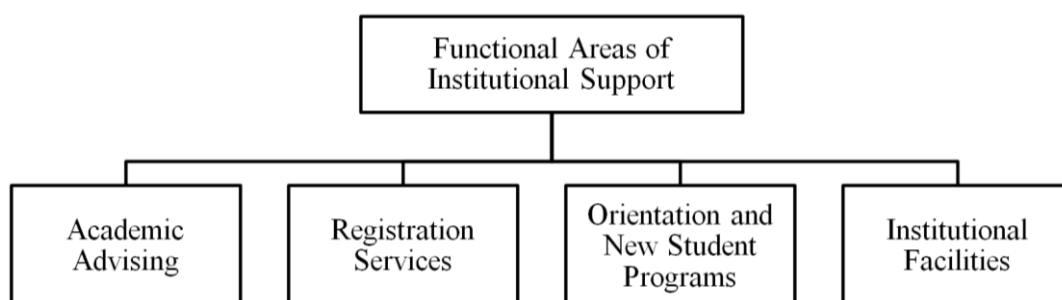 Functional Areas of
Institutional Support
Academic
Advising
Registration
Services
Orientation and
New Student
Programs
Institutional
Facilities